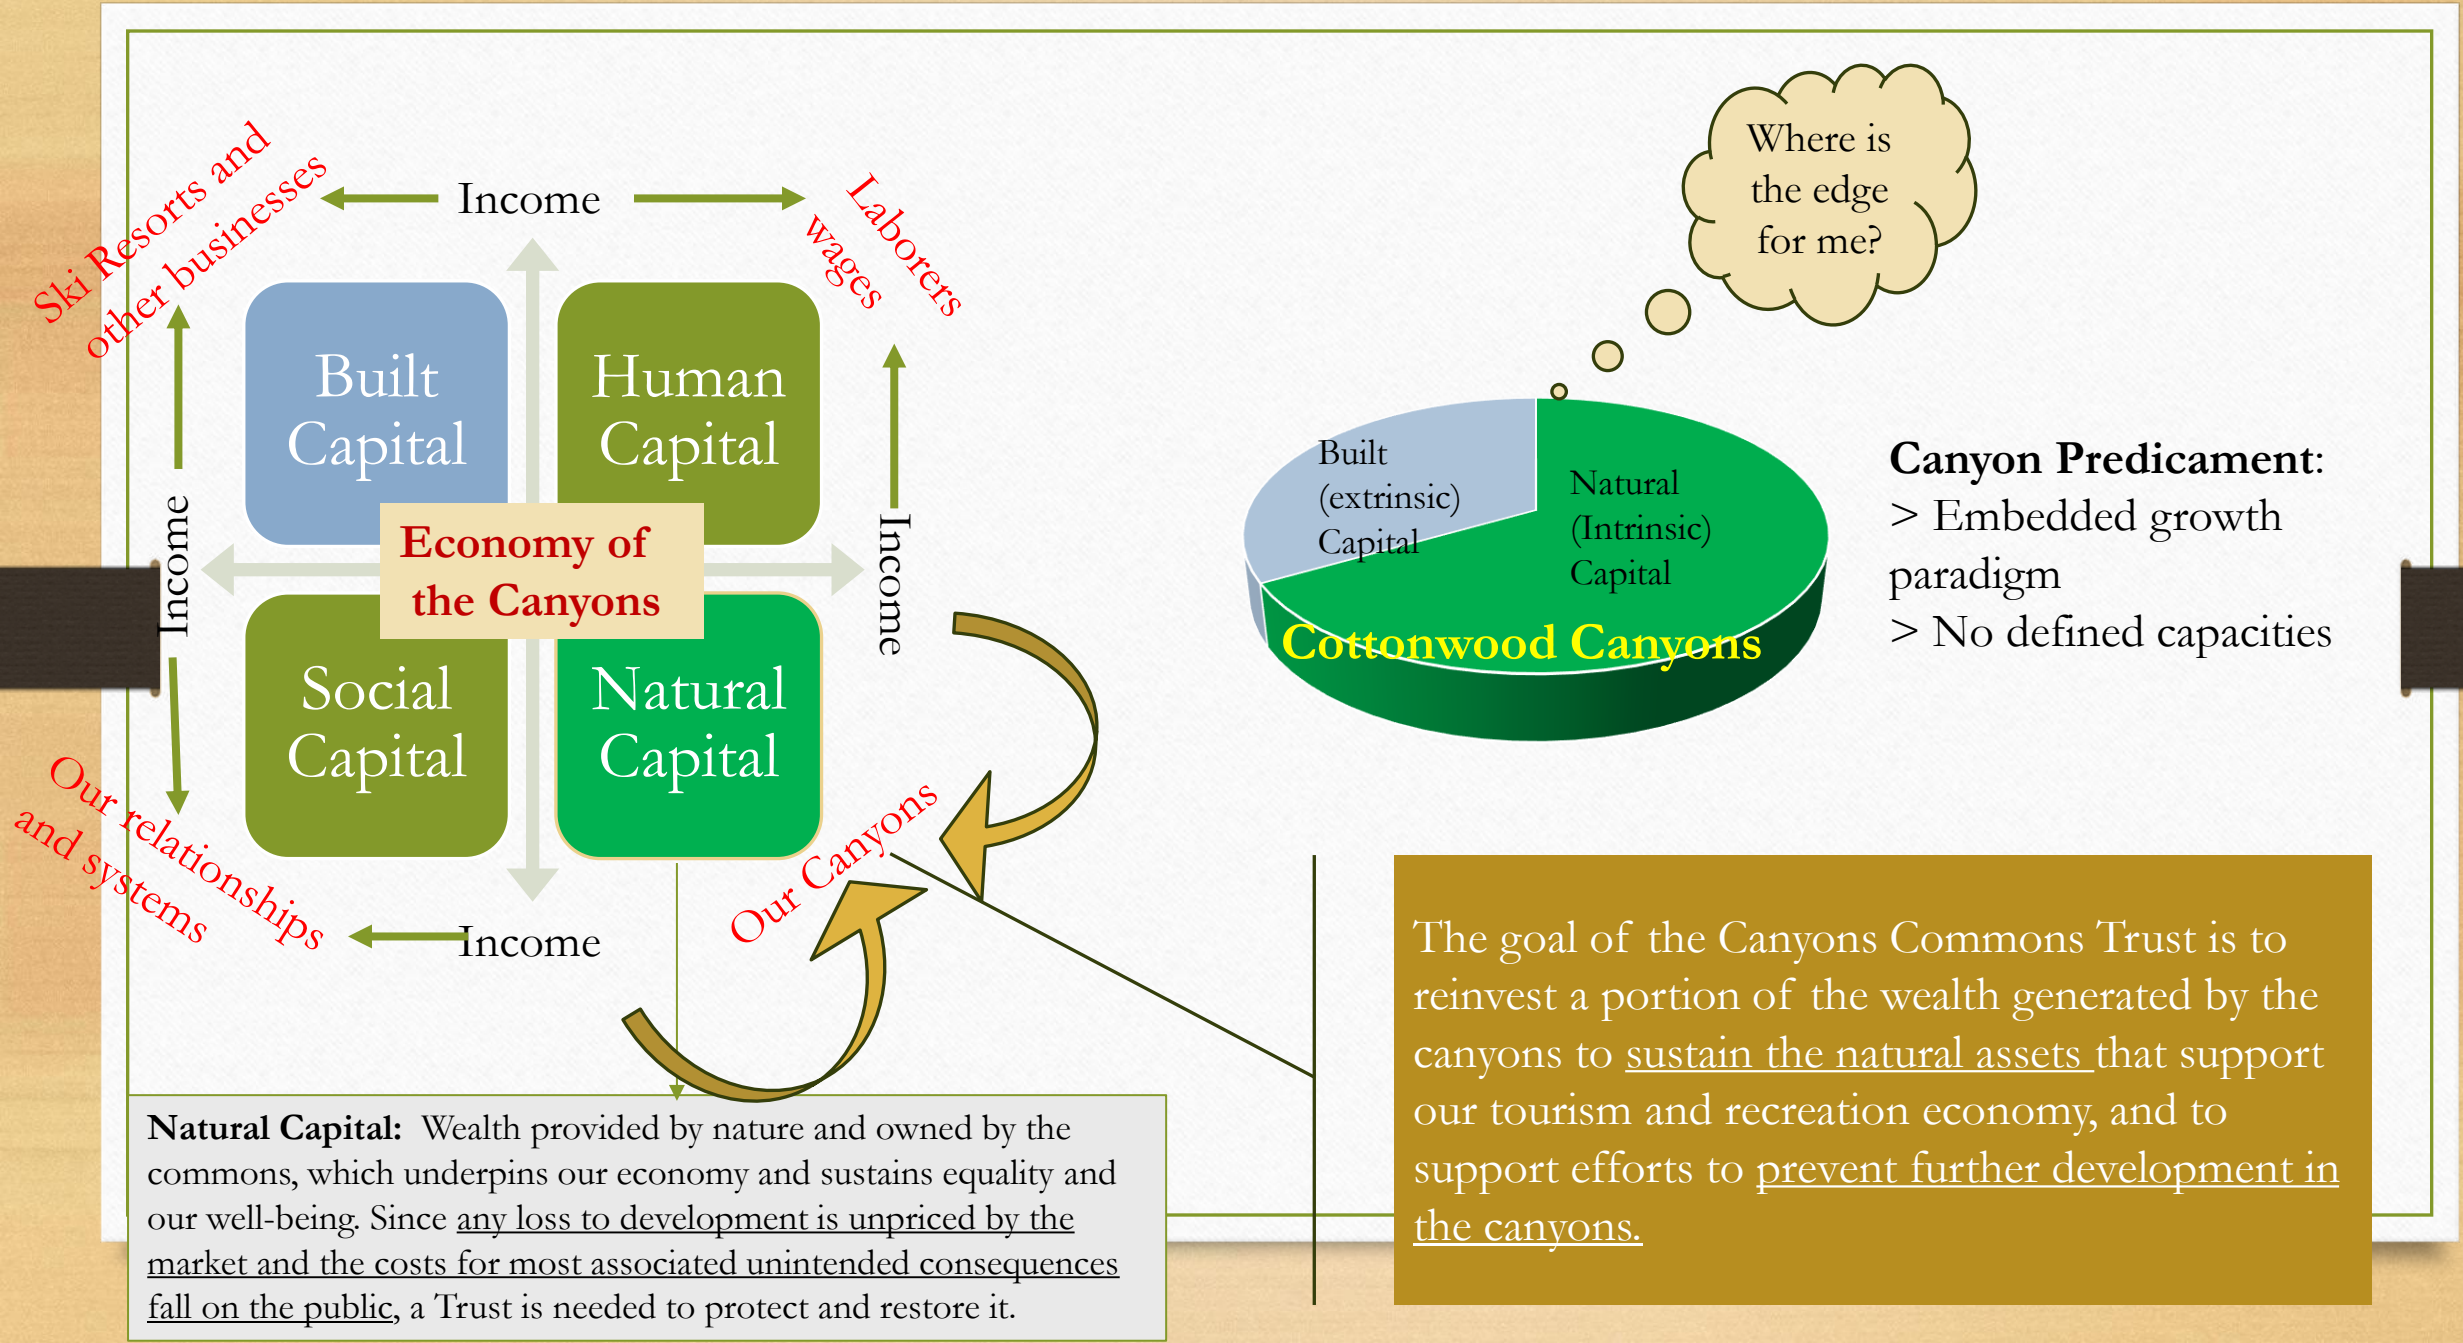 Ski Resorts and
other businesses
Income
Laborers
wages
Built
Capital
Human
Capital
Income
Economy of
the Canyons
Income
Social
Capital
Natural
Capital
Our relationships
and systems
Income
Our Canyons
Where is
the edge
for me?
Built
(extrinsic)
Capital
Natural
(Intrinsic)
Capital
Cottonwood Canyons
Canyon Predicament:
> Embedded growth
paradigm
> No defined capacities
Natural Capital: Wealth provided by nature and owned by the
commons, which underpins our economy and sustains equality and
our well-being. Since any loss to development is unpriced by the
market and the costs for most associated unintended consequences
fall on the public, a Trust is needed to protect and restore it.
The goal of the Canyons Commons Trust is to
reinvest a portion of the wealth generated by the
canyons to sustain the natural assets that support
our tourism and recreation economy, and to
support efforts to prevent further development in
the canyons.